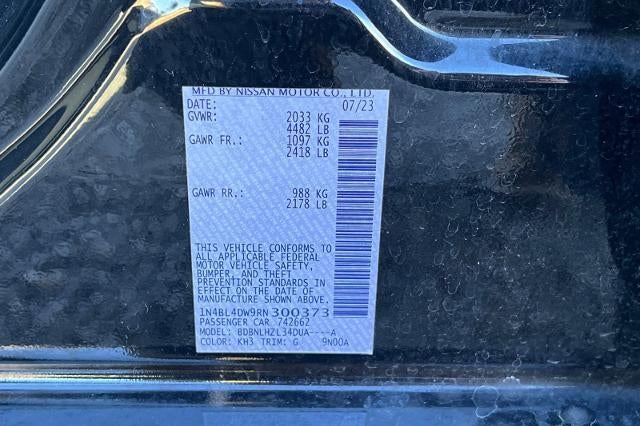 MFD BY NISSAN MOTOR CO., LTD.
DATE: 07/23
GVWR: 2033 KG
4482 LB
GAWR FR.: 1097 KG
2418 LB
GAWR RR.: 988 KG
2178 LB
THIS VEHICLE CONFORMS TO
ALL APPLICABLE FEDERAL
MOTOR VEHICLE SAFETY,
BUMPER, AND THEFT
PREVENTION STANDARDS IN
EFFECT ON THE DATE OF
MANUFACTURE SHOWN ABOVE.
1N4BL4DW9RN300373
PASSENGER CAR 742662
MODEL: BDBNLHZL34DUA----A
COLOR: KH3 TRIM: G 9N00A